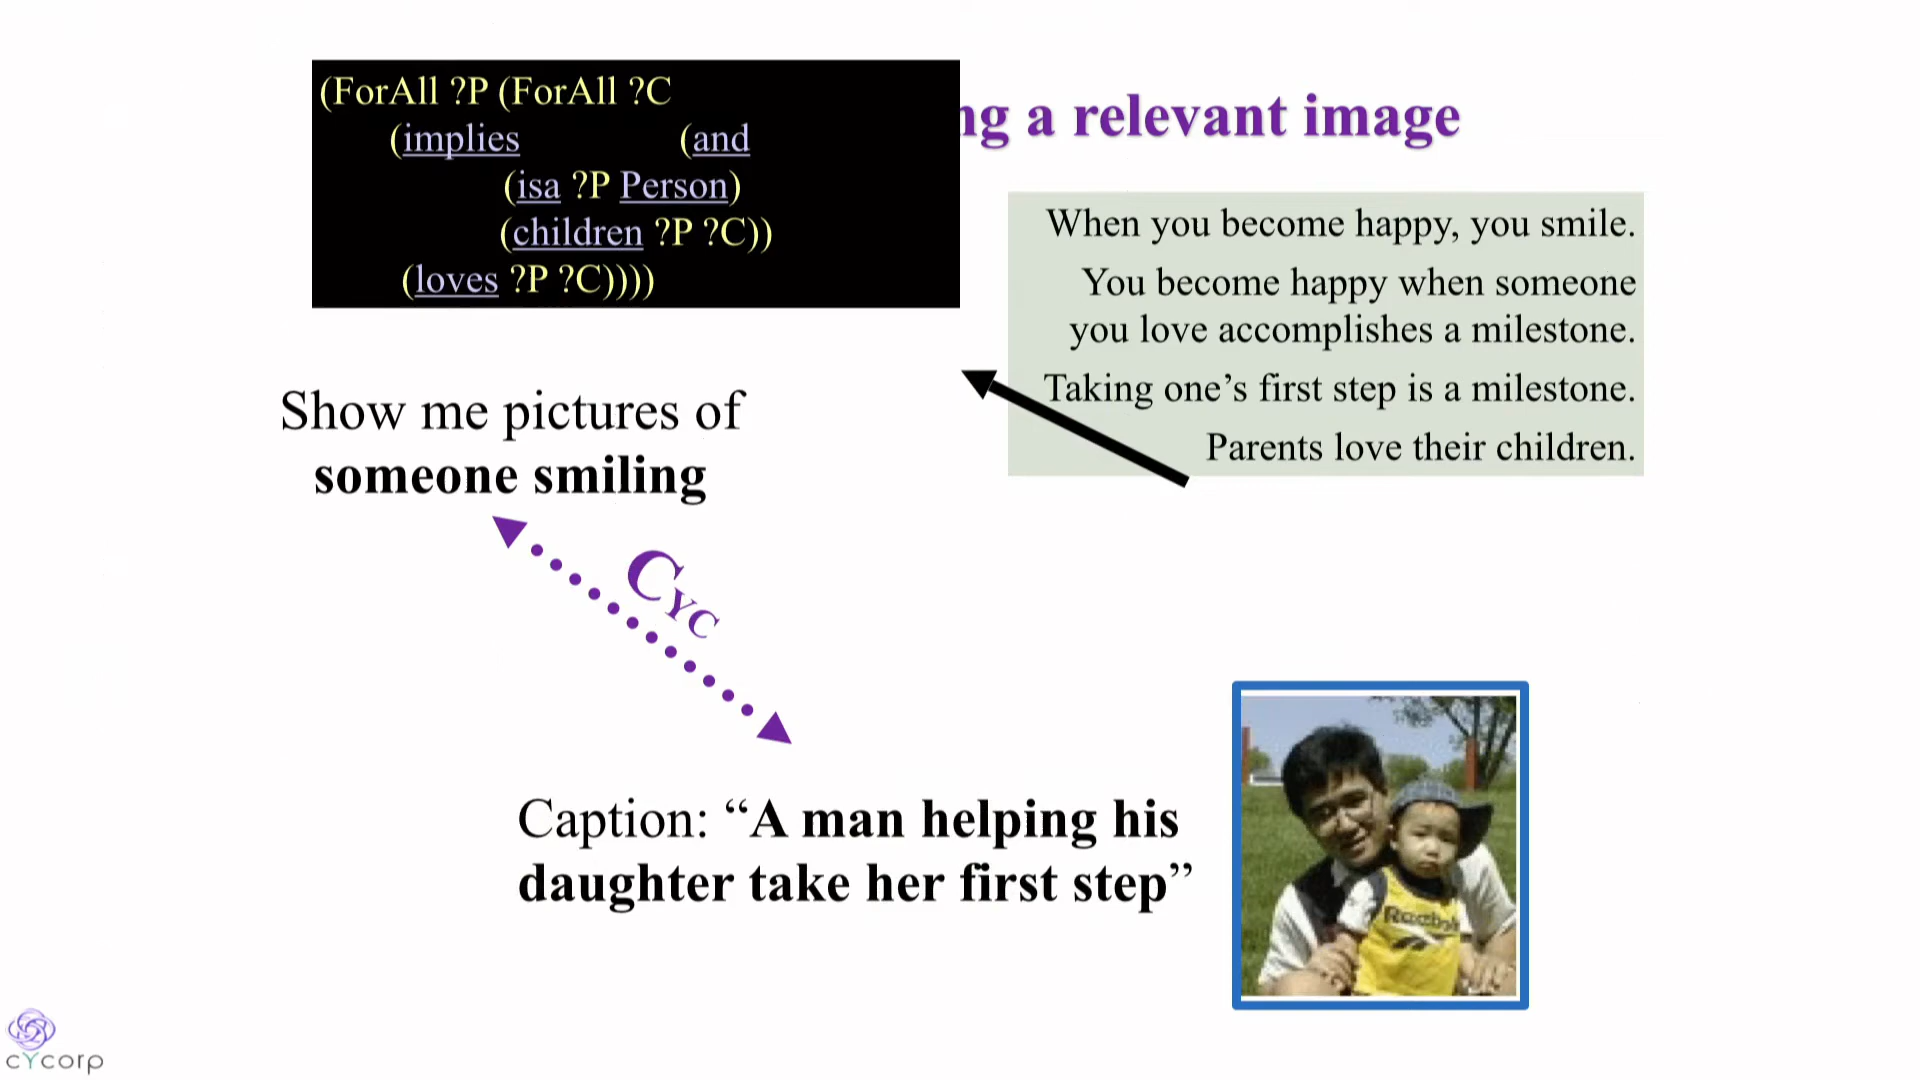 (ForAll ?P (ForAll ?C
(implies (and
(isa ?P Person)
(children ?P ?C))
(loves ?P ?C))))
ng a relevant image
When you become happy, you smile.
You become happy when someone
you love accomplishes a milestone.
Taking one’s first step is a milestone.
Parents love their children.
Show me pictures of
someone smiling
CYC
Caption: “A man helping his
daughter take her first step”
Reebok
cYcorp